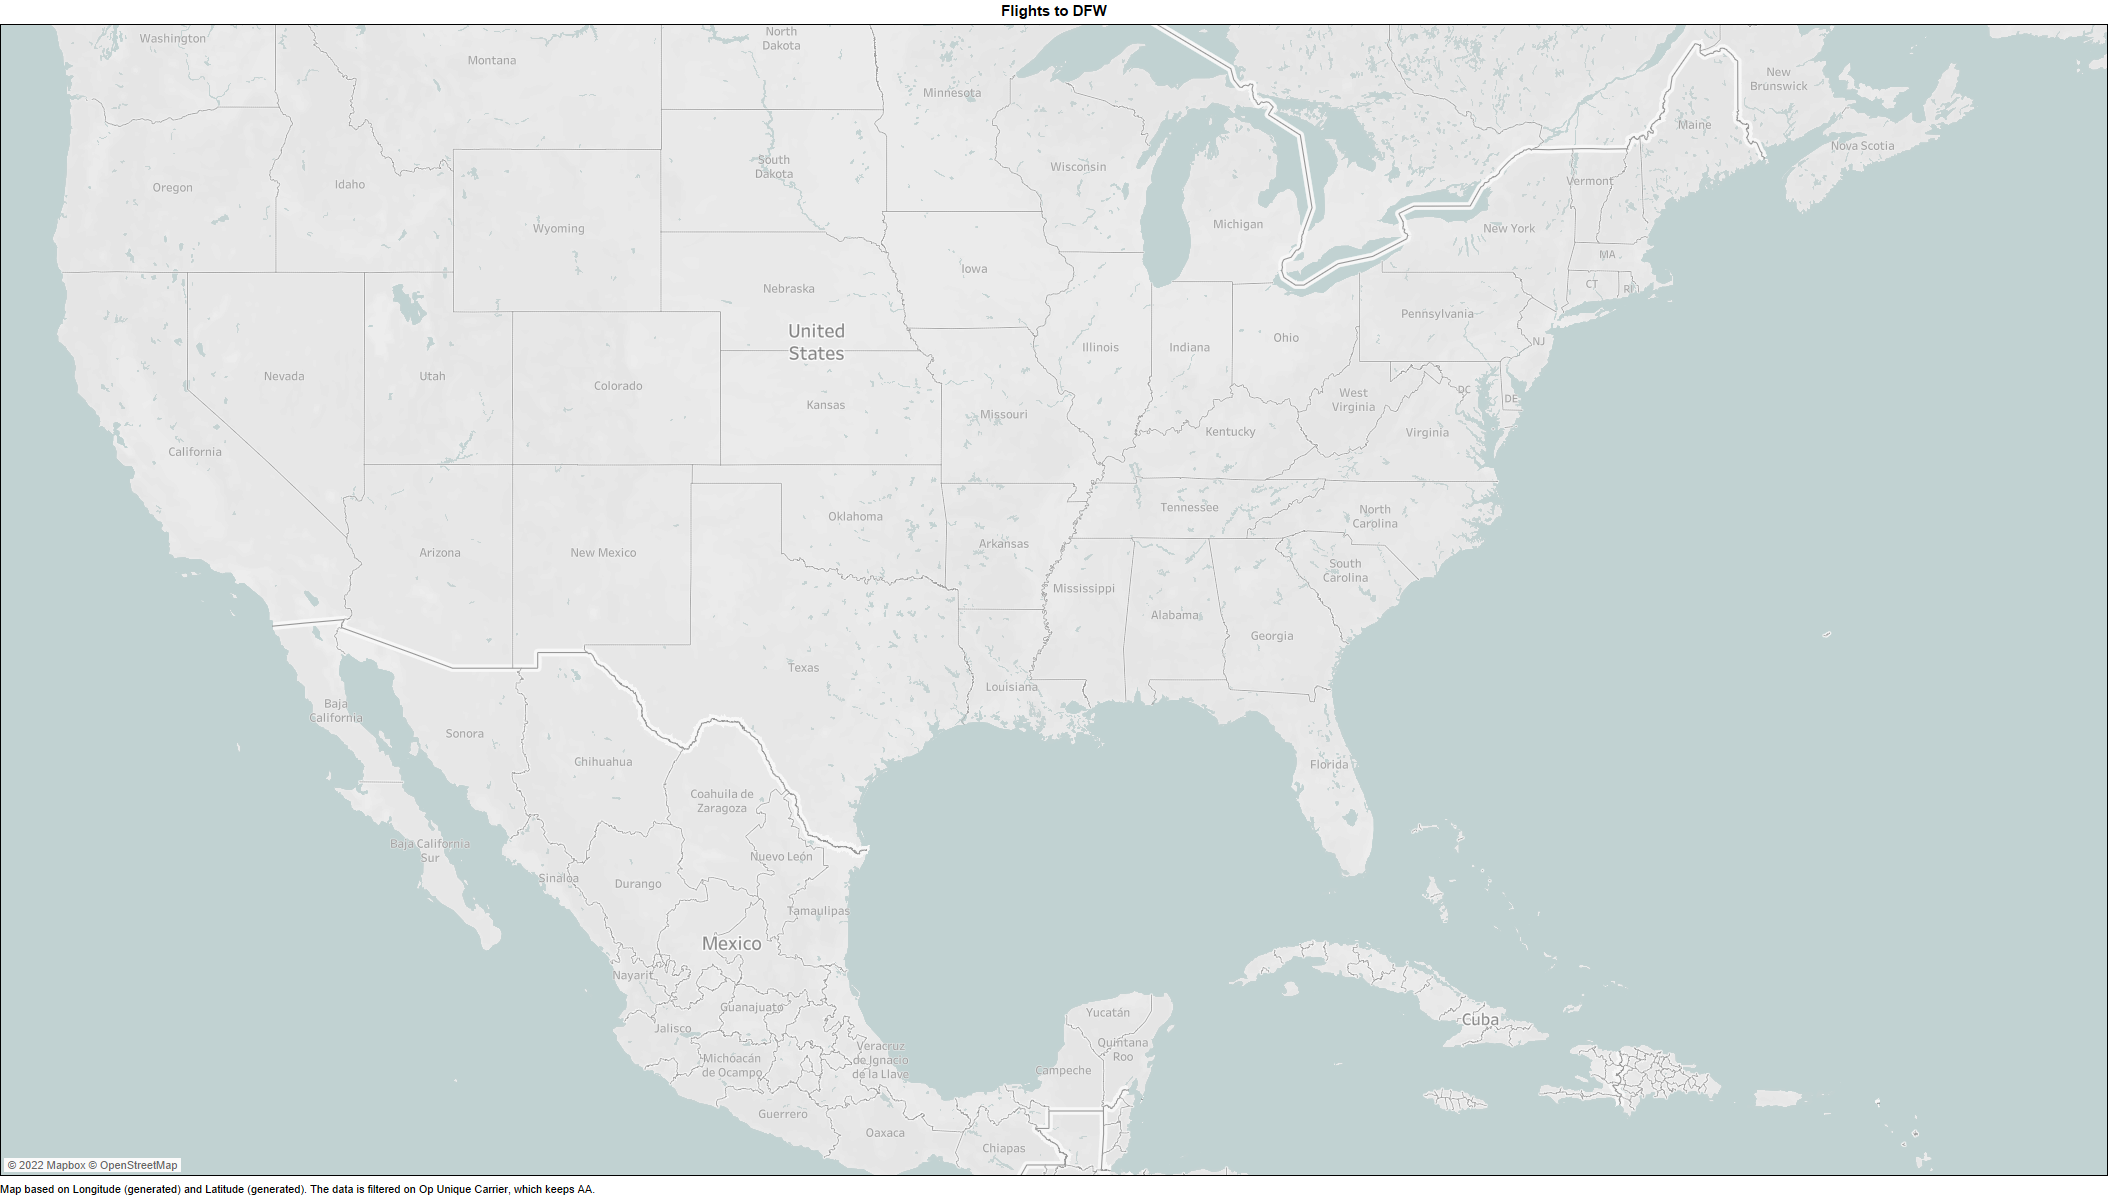 Flights to DFW
Washington
Montana
North
Dakota
Minnesota
New
Brunswick
Maine
Nova Scotia
Oregon
Idaho
South
Dakota
Wisconsin
Vermont
Wyoming
Michigan
New York
MA
Iowa
Nebraska
CT
RI
Pennsylvania
United
States
Ohio
Illinois
Indiana
NJ
Nevada
Utah
Colorado
Kansas
Missouri
West
Virginia
DC
DE
Kentucky
Virginia
California
Tennessee
North
Carolina
Oklahoma
Arkansas
Arizona
New Mexico
South
Carolina
Mississippi
Alabama
Georgia
Texas
Louisiana
Baja
California
Sonora
Chihuahua
Florida
Coahuila de
Zaragoza
Baja California
Sur
Nuevo León
Sinaloa
Durango
Tamaulipas
Mexico
Nayarit
Guanajuato
Yucatán
Cuba
Jalisco
Quintana
Roo
Veracruz
de Ignacio
de la Llave
Michoacán
de Ocampo
Campeche
Guerrero
Oaxaca
Chiapas
© 2022 Mapbox © OpenStreetMap
Map based on Longitude (generated) and Latitude (generated). The data is filtered on Op Unique Carrier, which keeps AA.